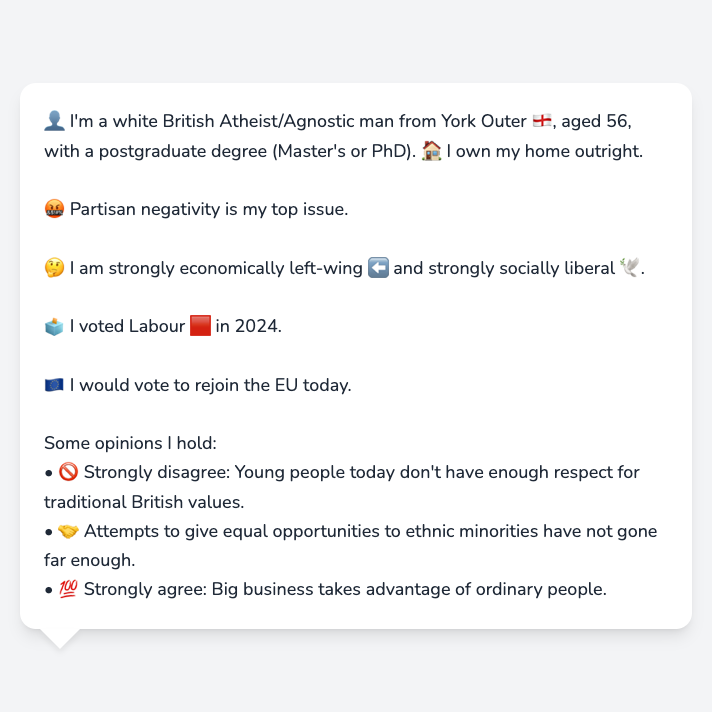 👤 I'm a white British Atheist/Agnostic man from York Outer 🏴󠁧󠁢󠁥󠁮󠁧󠁿, aged 56,
with a postgraduate degree (Master's or PhD). 🏠 I own my home outright.
🤬 Partisan negativity is my top issue.
🤔 I am strongly economically left-wing ⬅️ and strongly socially liberal 🕊️.
🗳️ I voted Labour 🟥 in 2024.
🇪🇺 I would vote to rejoin the EU today.
Some opinions I hold:
• 🚫 Strongly disagree: Young people today don't have enough respect for
traditional British values.
• 🤝 Attempts to give equal opportunities to ethnic minorities have not gone
far enough.
• 💯 Strongly agree: Big business takes advantage of ordinary people.